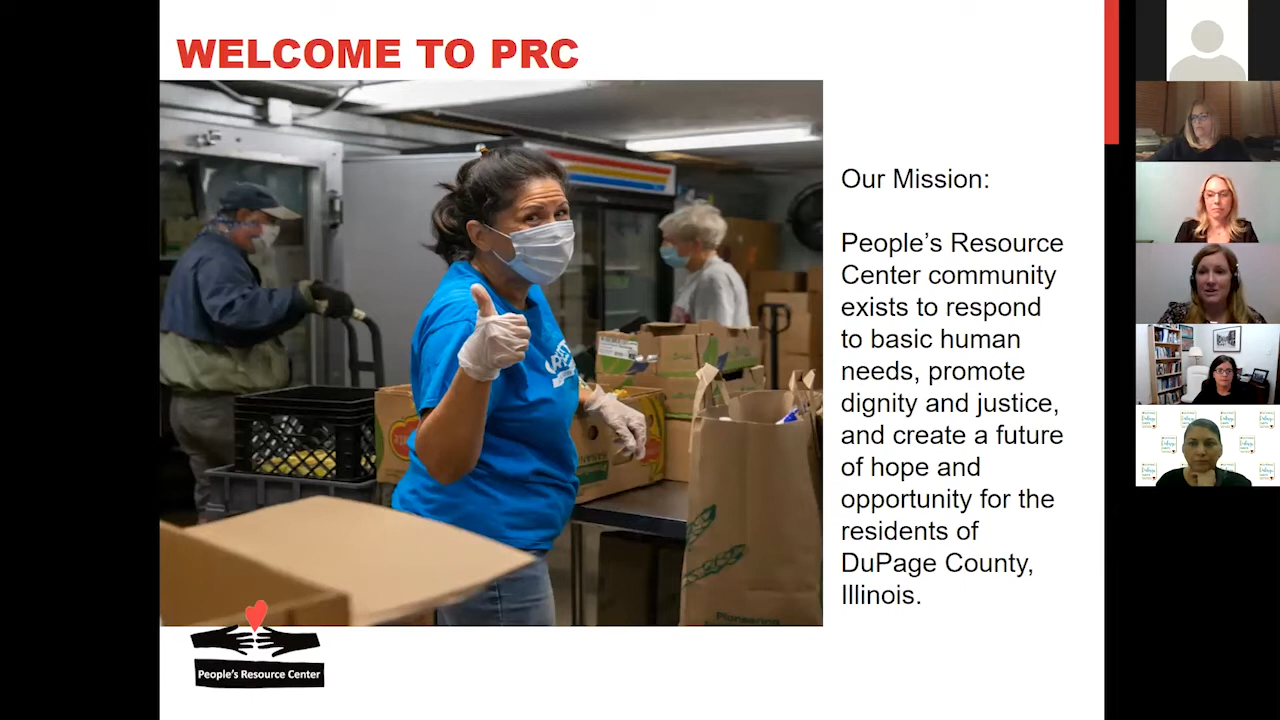 WELCOME TO PRC
Our Mission:
People's Resource
Center community
exists to respond
to basic human
needs, promote
dignity and justice,
and create a future
of hope and
opportunity for the
residents of
DuPage County,
Illinois.
Pioneering
People's Resource Center